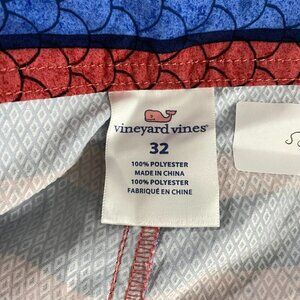 vineyard vines®
32
100% POLYESTER
MADE IN CHINA
100% POLYESTER
FABRIQUÉ EN CHINE